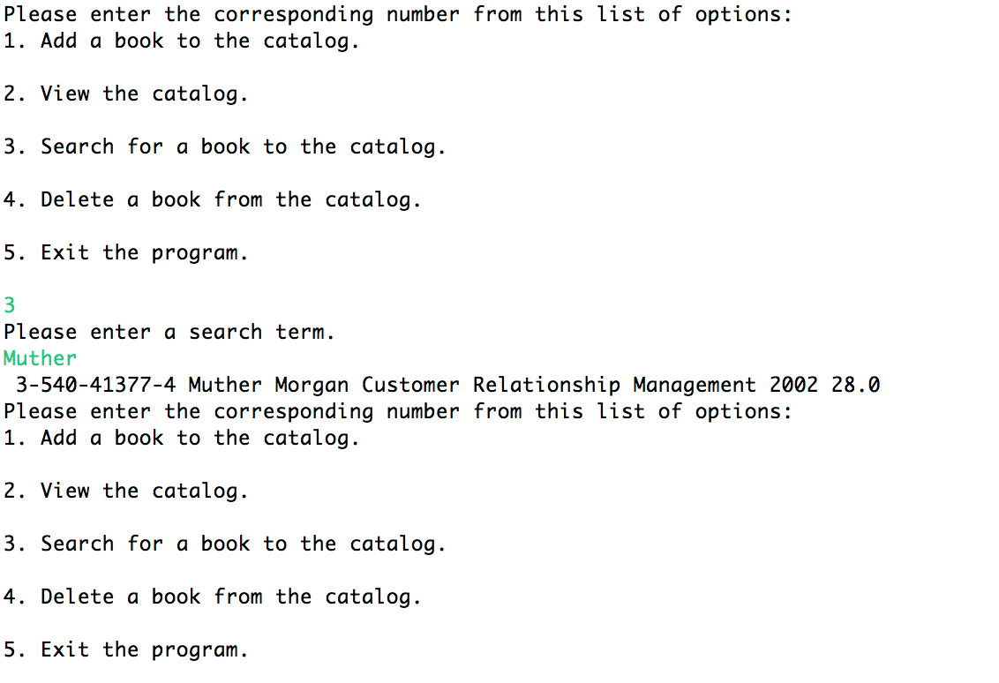 Please enter the corresponding number from this list of options:
1. Add a book to the catalog.
2. View the catalog.
3. Search for a book to the catalog.
4. Delete a book from the catalog.
5. Exit the program.
3
Please enter a search term.
Muther
3-540-41377-4 Muther Morgan Customer Relationship Management 2002 28.0
Please enter the corresponding number from this list of options:
1. Add a book to the catalog.
2. View the catalog.
3. Search for a book to the catalog.
4. Delete a book from the catalog.
5. Exit the program.